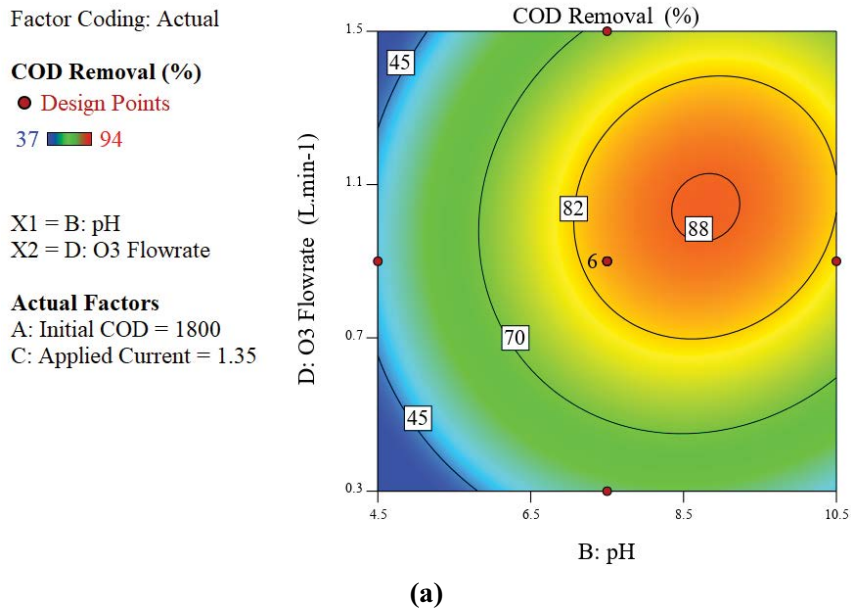 Factor Coding: Actual
COD Removal (%)
Design Points
37 94
X1 = B: pH
X2 = D: O3 Flowrate
Actual Factors
A: Initial COD = 1800
C: Applied Current = 1.35
COD Removal (%)
D: O3 Flowrate (L.min-1)
1.5
1.1
0.7
0.3
45
82
88
6
70
45
4.5 6.5 8.5 10.5
B: pH
(a)